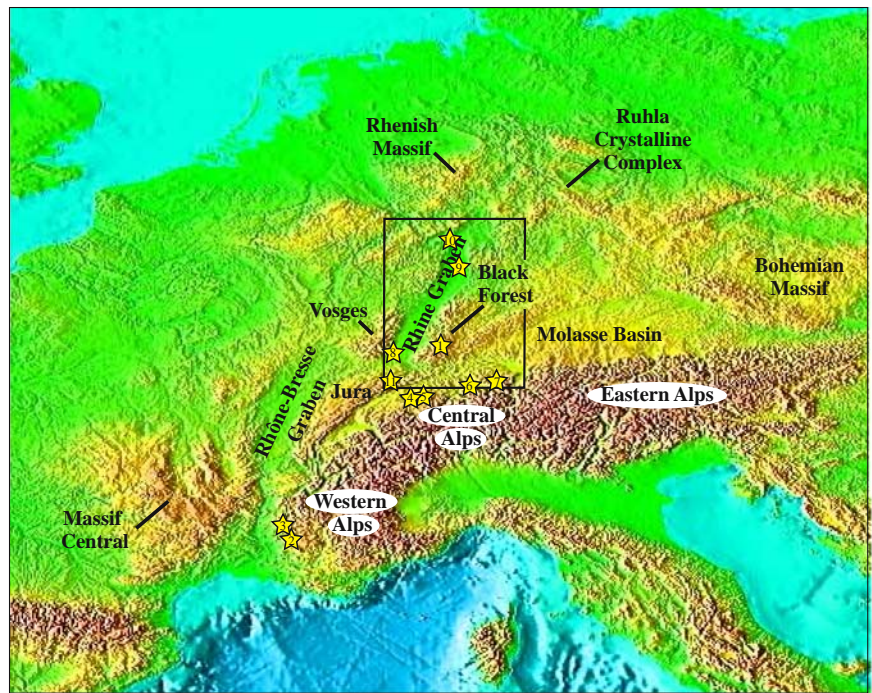 Rhenish
Massif
Ruhla
Crystalline
Complex
Rhine Graben
Black
Forest
Bohemian
Massif
Vosges
Molasse Basin
Rhône-Bresse
Graben
Jura
Central
Alps
Eastern Alps
Western
Alps
Massif
Central